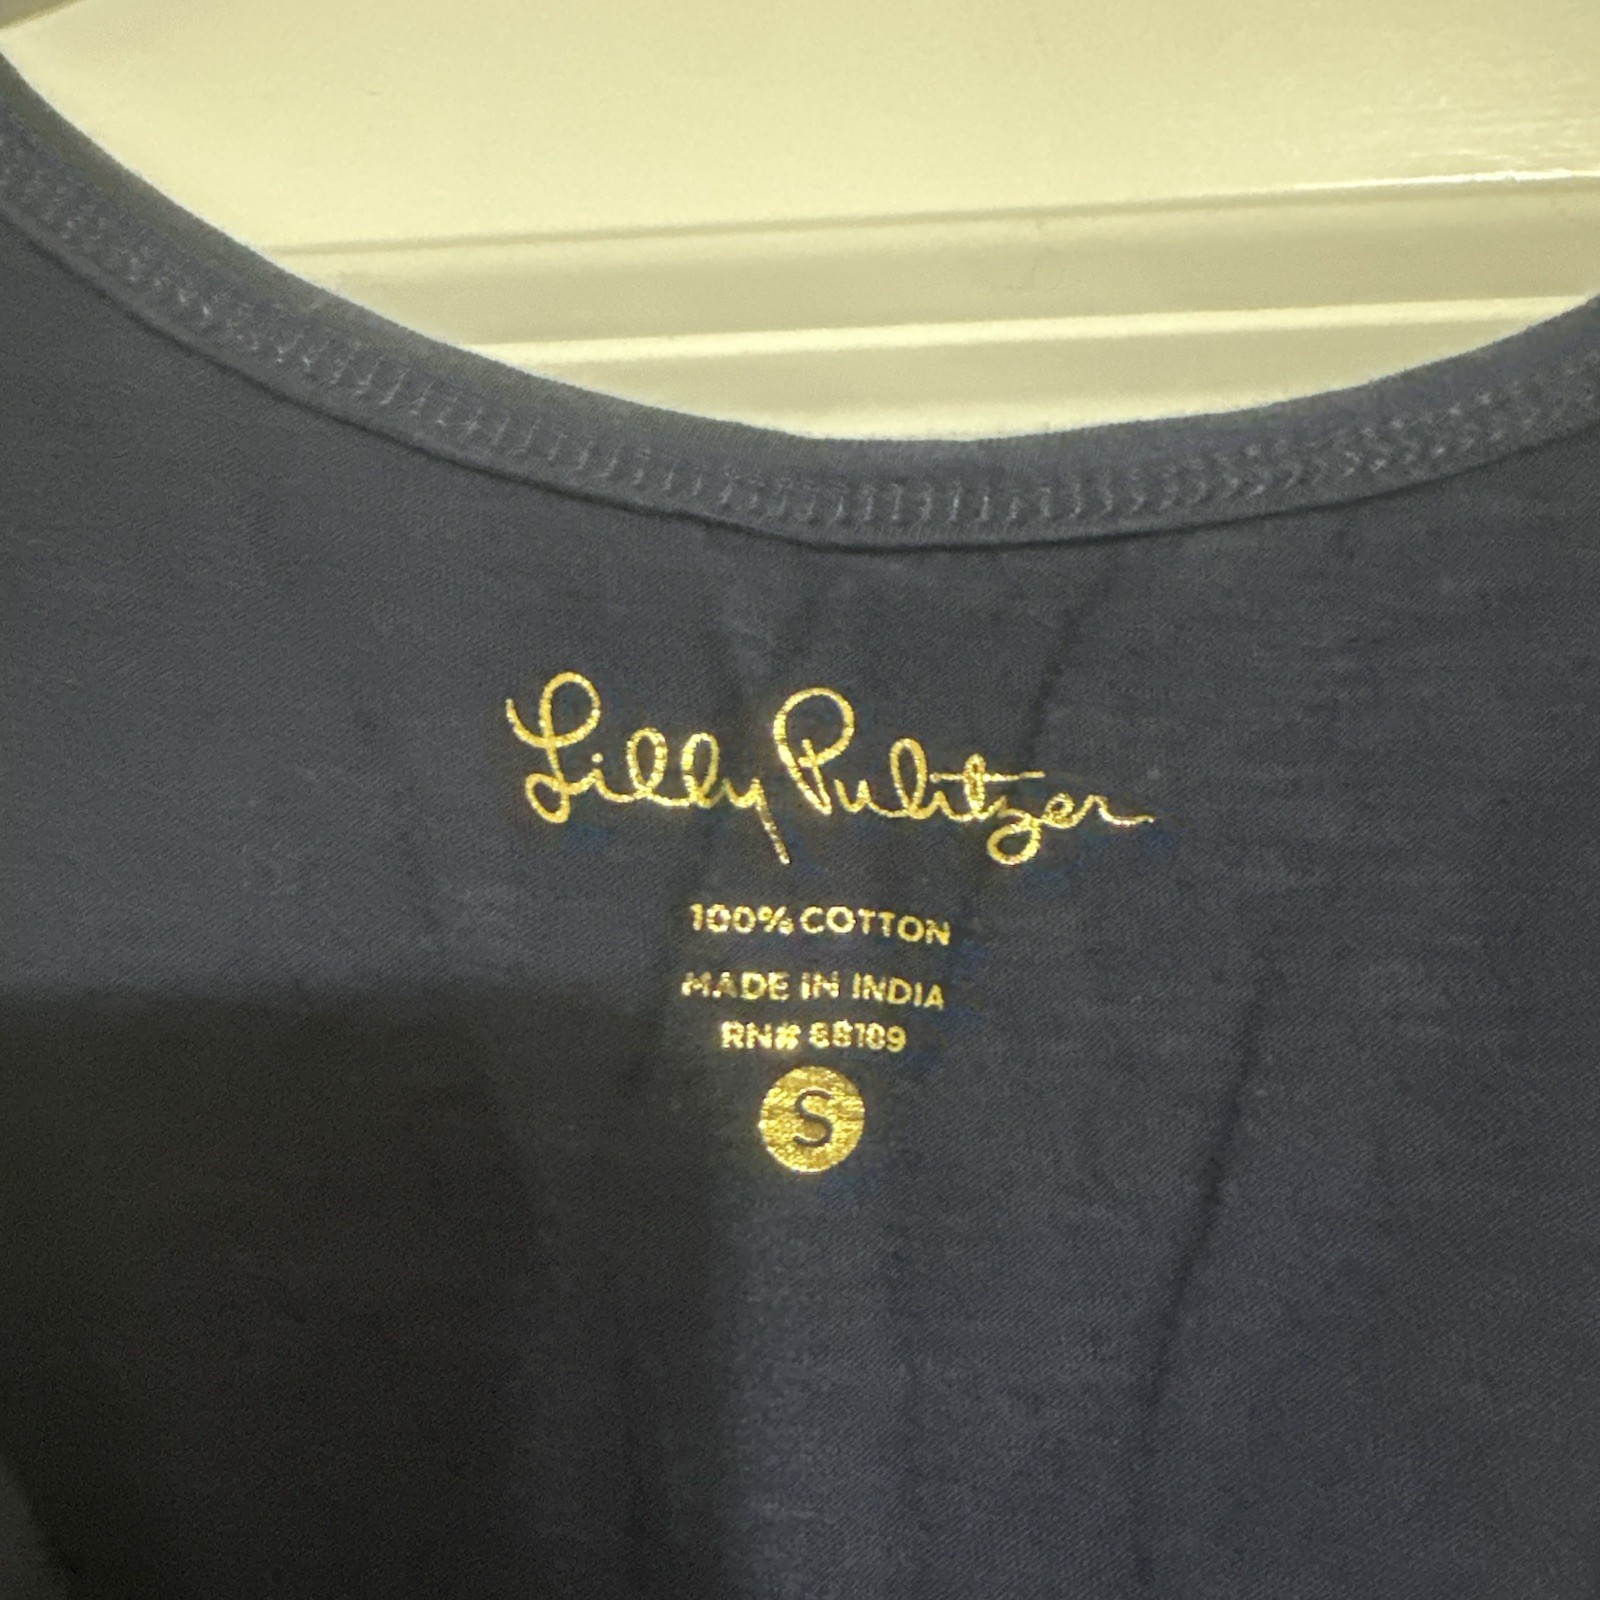 Lilly Pulitzer
100% COTTON
MADE IN INDIA
RN# 88189
S